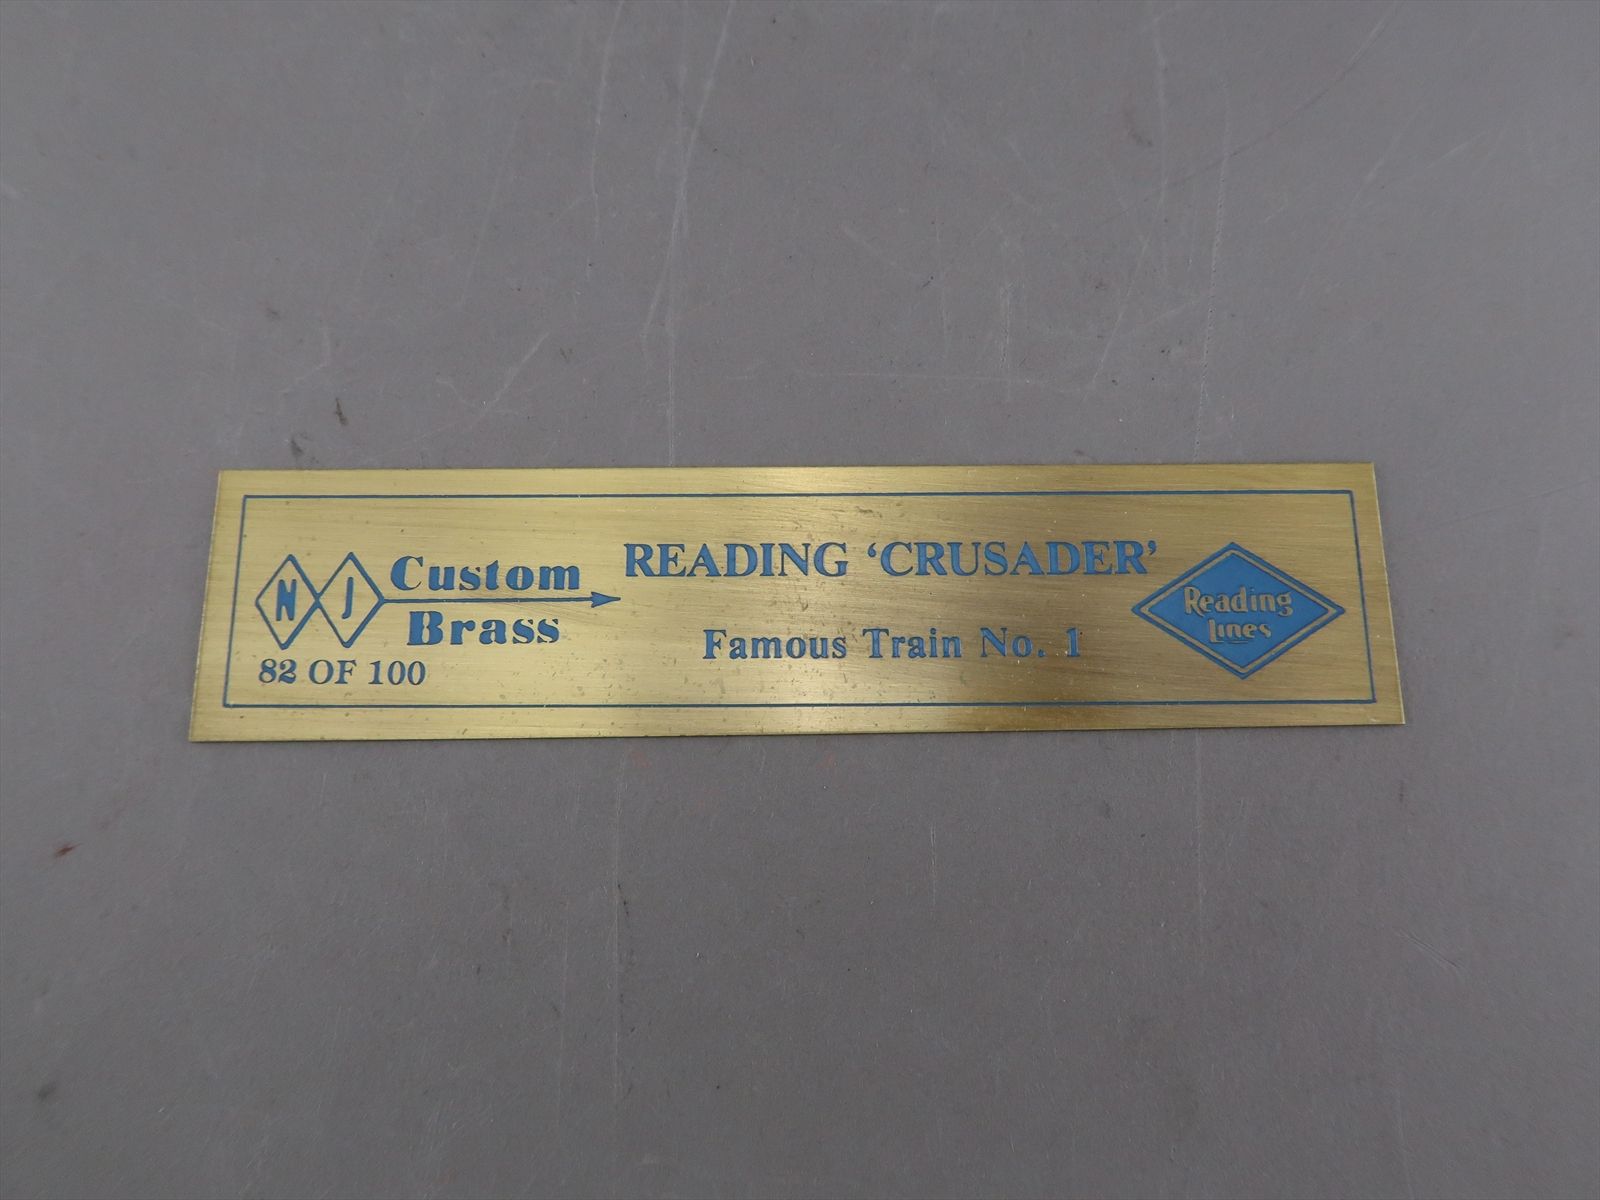 N J Custom
Brass
82 OF 100
READING ‘CRUSADER’
Famous Train No. 1
Reading
Lines